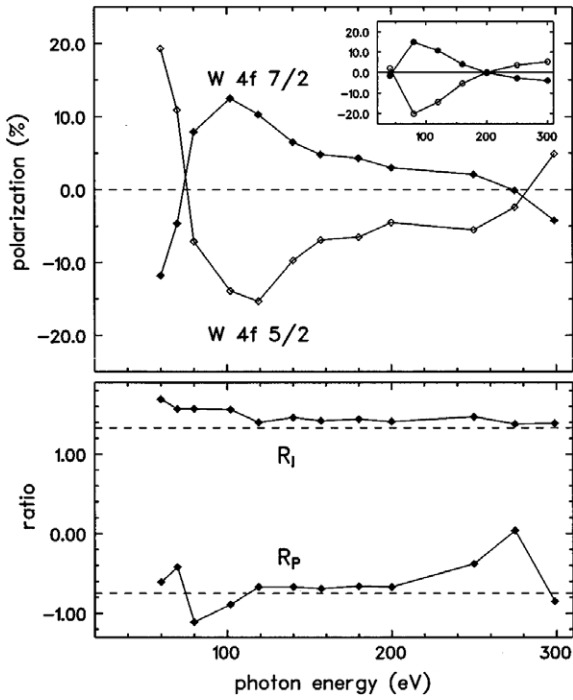 20.0
10.0
0.0
−10.0
−20.0
polarization (%)
W 4f 7/2
W 4f 5/2
20.0
10.0
0.0
−10.0
−20.0
100 200 300
1.00
0.00
−1.00
ratio
R_I
R_P
100 200 300
photon energy (eV)